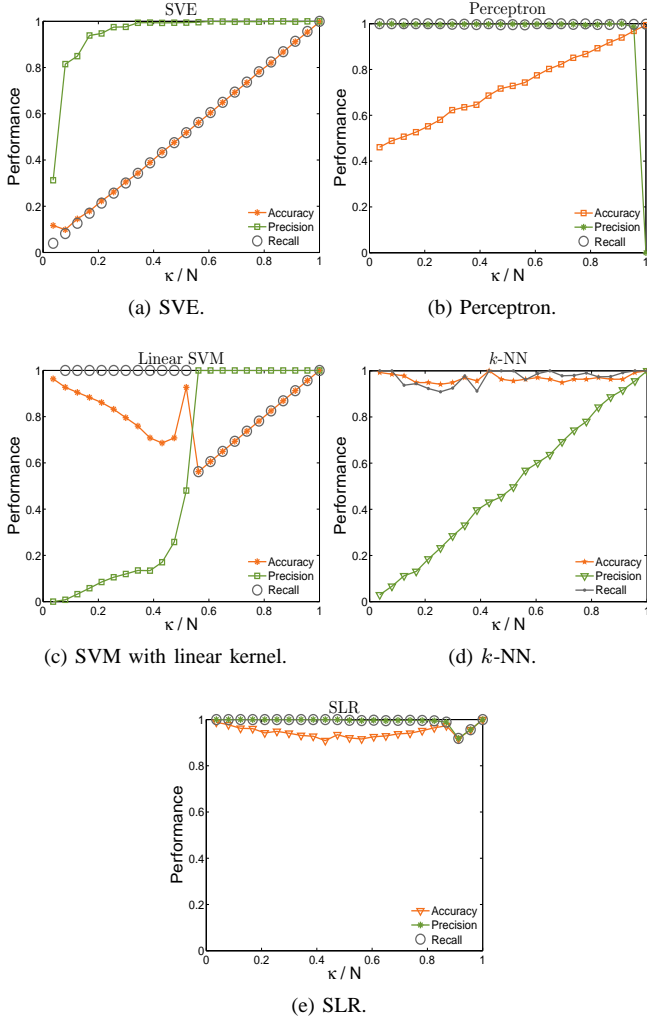 SVE
Performance
1
0.8
0.6
0.4
0.2
0
Accuracy
Precision
Recall
0 0.2 0.4 0.6 0.8 1
κ / N
(a) SVE.
Perceptron
Performance
1
0.8
0.6
0.4
0.2
0
Accuracy
Precision
Recall
0 0.2 0.4 0.6 0.8 1
κ / N
(b) Perceptron.
Linear SVM
Performance
1
0.8
0.6
0.4
0.2
0
Accuracy
Precision
Recall
0 0.2 0.4 0.6 0.8 1
κ / N
(c) SVM with linear kernel.
k-NN
Performance
1
0.8
0.6
0.4
0.2
0
Accuracy
Precision
Recall
0 0.2 0.4 0.6 0.8 1
κ / N
(d) k-NN.
SLR
Performance
1
0.8
0.6
0.4
0.2
0
Accuracy
Precision
Recall
0 0.2 0.4 0.6 0.8 1
κ / N
(e) SLR.